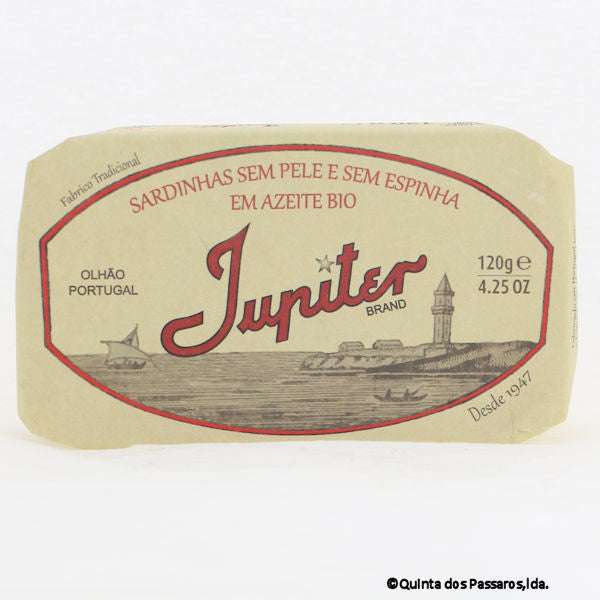 Fabrico Tradicional
SARDINHAS SEM PELE E SEM ESPINHA
EM AZEITE BIO
OLHÃO
PORTUGAL
Jupiter
BRAND
120g e
4.25 OZ
Desde 1947
©Quinta dos Passaros,lda.